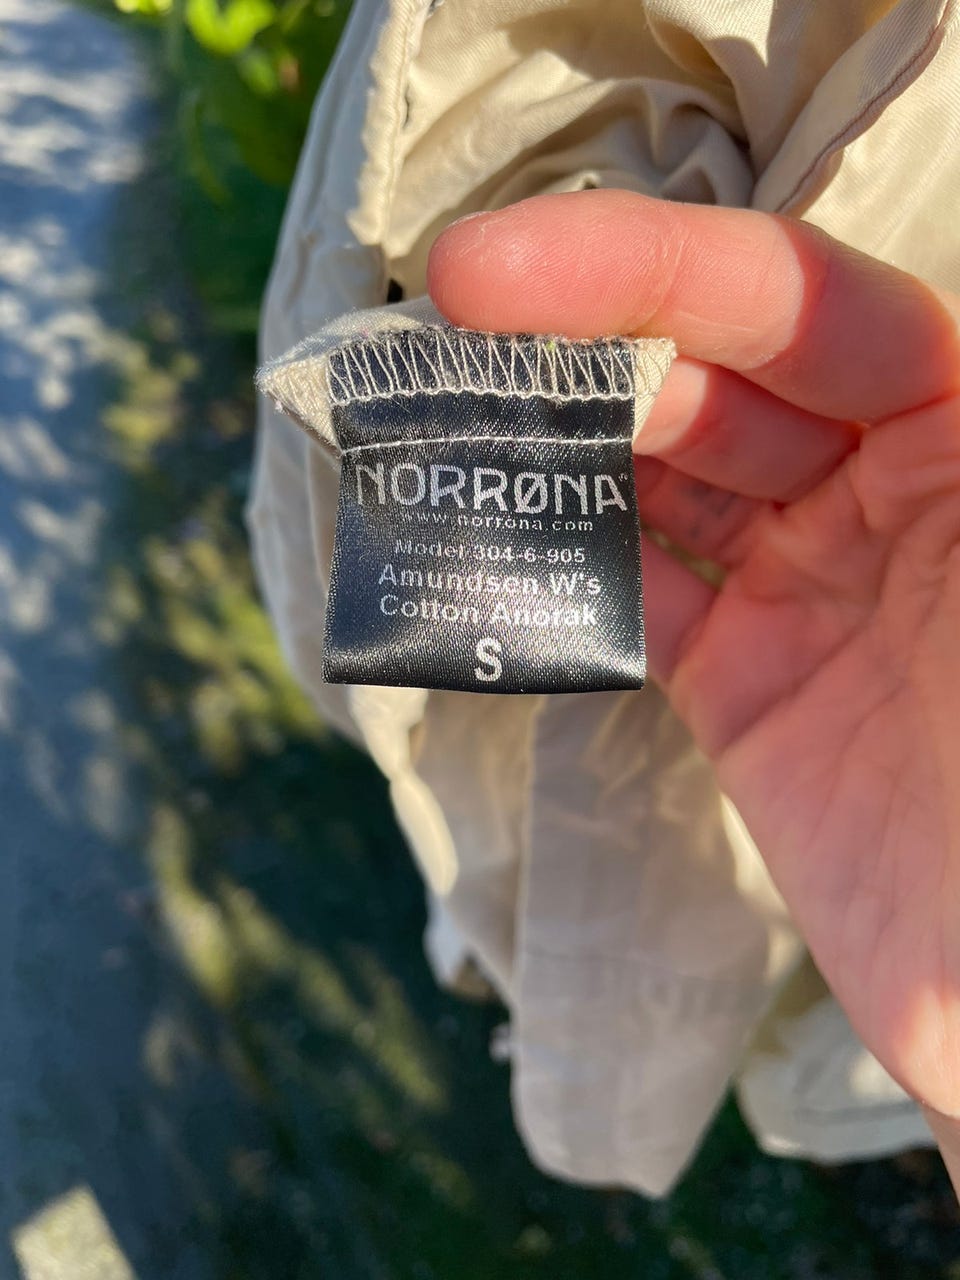 NORRØNA®
www.norrona.com
Model 304-6-905
Amundsen W's
Cotton Anorak
S